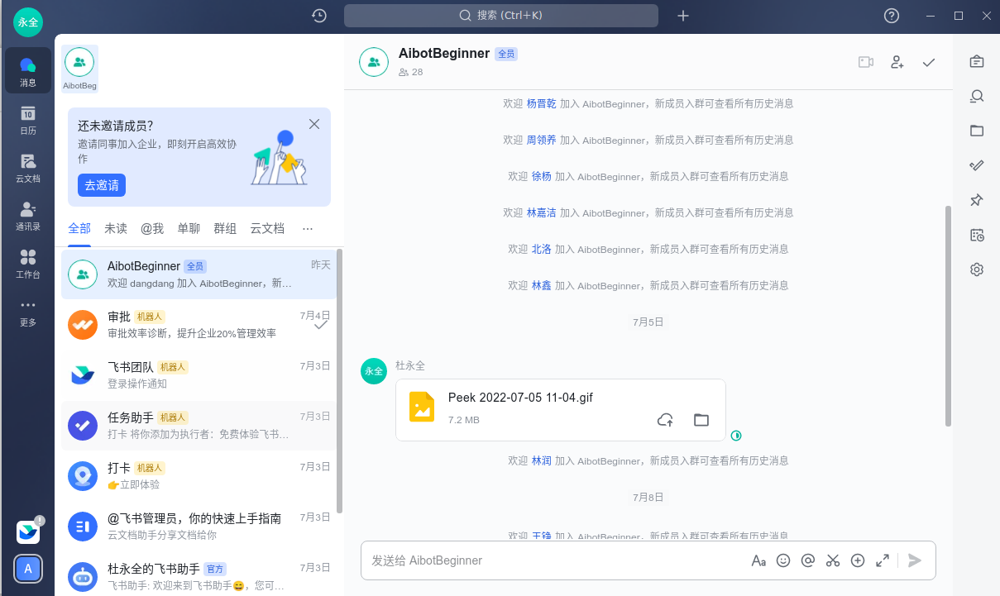 永全
搜索 (Ctrl＋K)
消息
10
日历
云文档
通讯录
工作台
更多
A
AibotBeg
还未邀请成员？
邀请同事加入企业，即刻开启高效协
作
去邀请
全部 未读 @我 单聊 群组 云文档 ···
AibotBeginner 全员 昨天
欢迎 dangdang 加入 AibotBeginner，新…
审批 机器人 7月4日
审批效率诊断，提升企业20%管理效率
飞书团队 机器人 7月3日
登录操作通知
任务助手 机器人 7月3日
打卡 将你添加为执行者：免费体验飞书…
打卡 机器人 7月3日
👉立即体验
@飞书管理员，你的快速上手指南 7月3日
云文档助手分享文档给你
杜永全的飞书助手 官方 7月3日
飞书助手: 欢迎来到飞书助手😄，您可…
AibotBeginner 全员
28
欢迎 杨晋乾 加入 AibotBeginner，新成员入群可查看所有历史消息
欢迎 周领养 加入 AibotBeginner，新成员入群可查看所有历史消息
欢迎 徐杨 加入 AibotBeginner，新成员入群可查看所有历史消息
欢迎 林嘉洁 加入 AibotBeginner，新成员入群可查看所有历史消息
欢迎 北洛 加入 AibotBeginner，新成员入群可查看所有历史消息
欢迎 林鑫 加入 AibotBeginner，新成员入群可查看所有历史消息
7月5日
永全
杜永全
Peek 2022-07-05 11-04.gif
7.2 MB
欢迎 林润 加入 AibotBeginner，新成员入群可查看所有历史消息
7月8日
欢迎 王铮 加入 AibotBeginner，新成员入群可查看所有历史消息
发送给 AibotBeginner
Aa